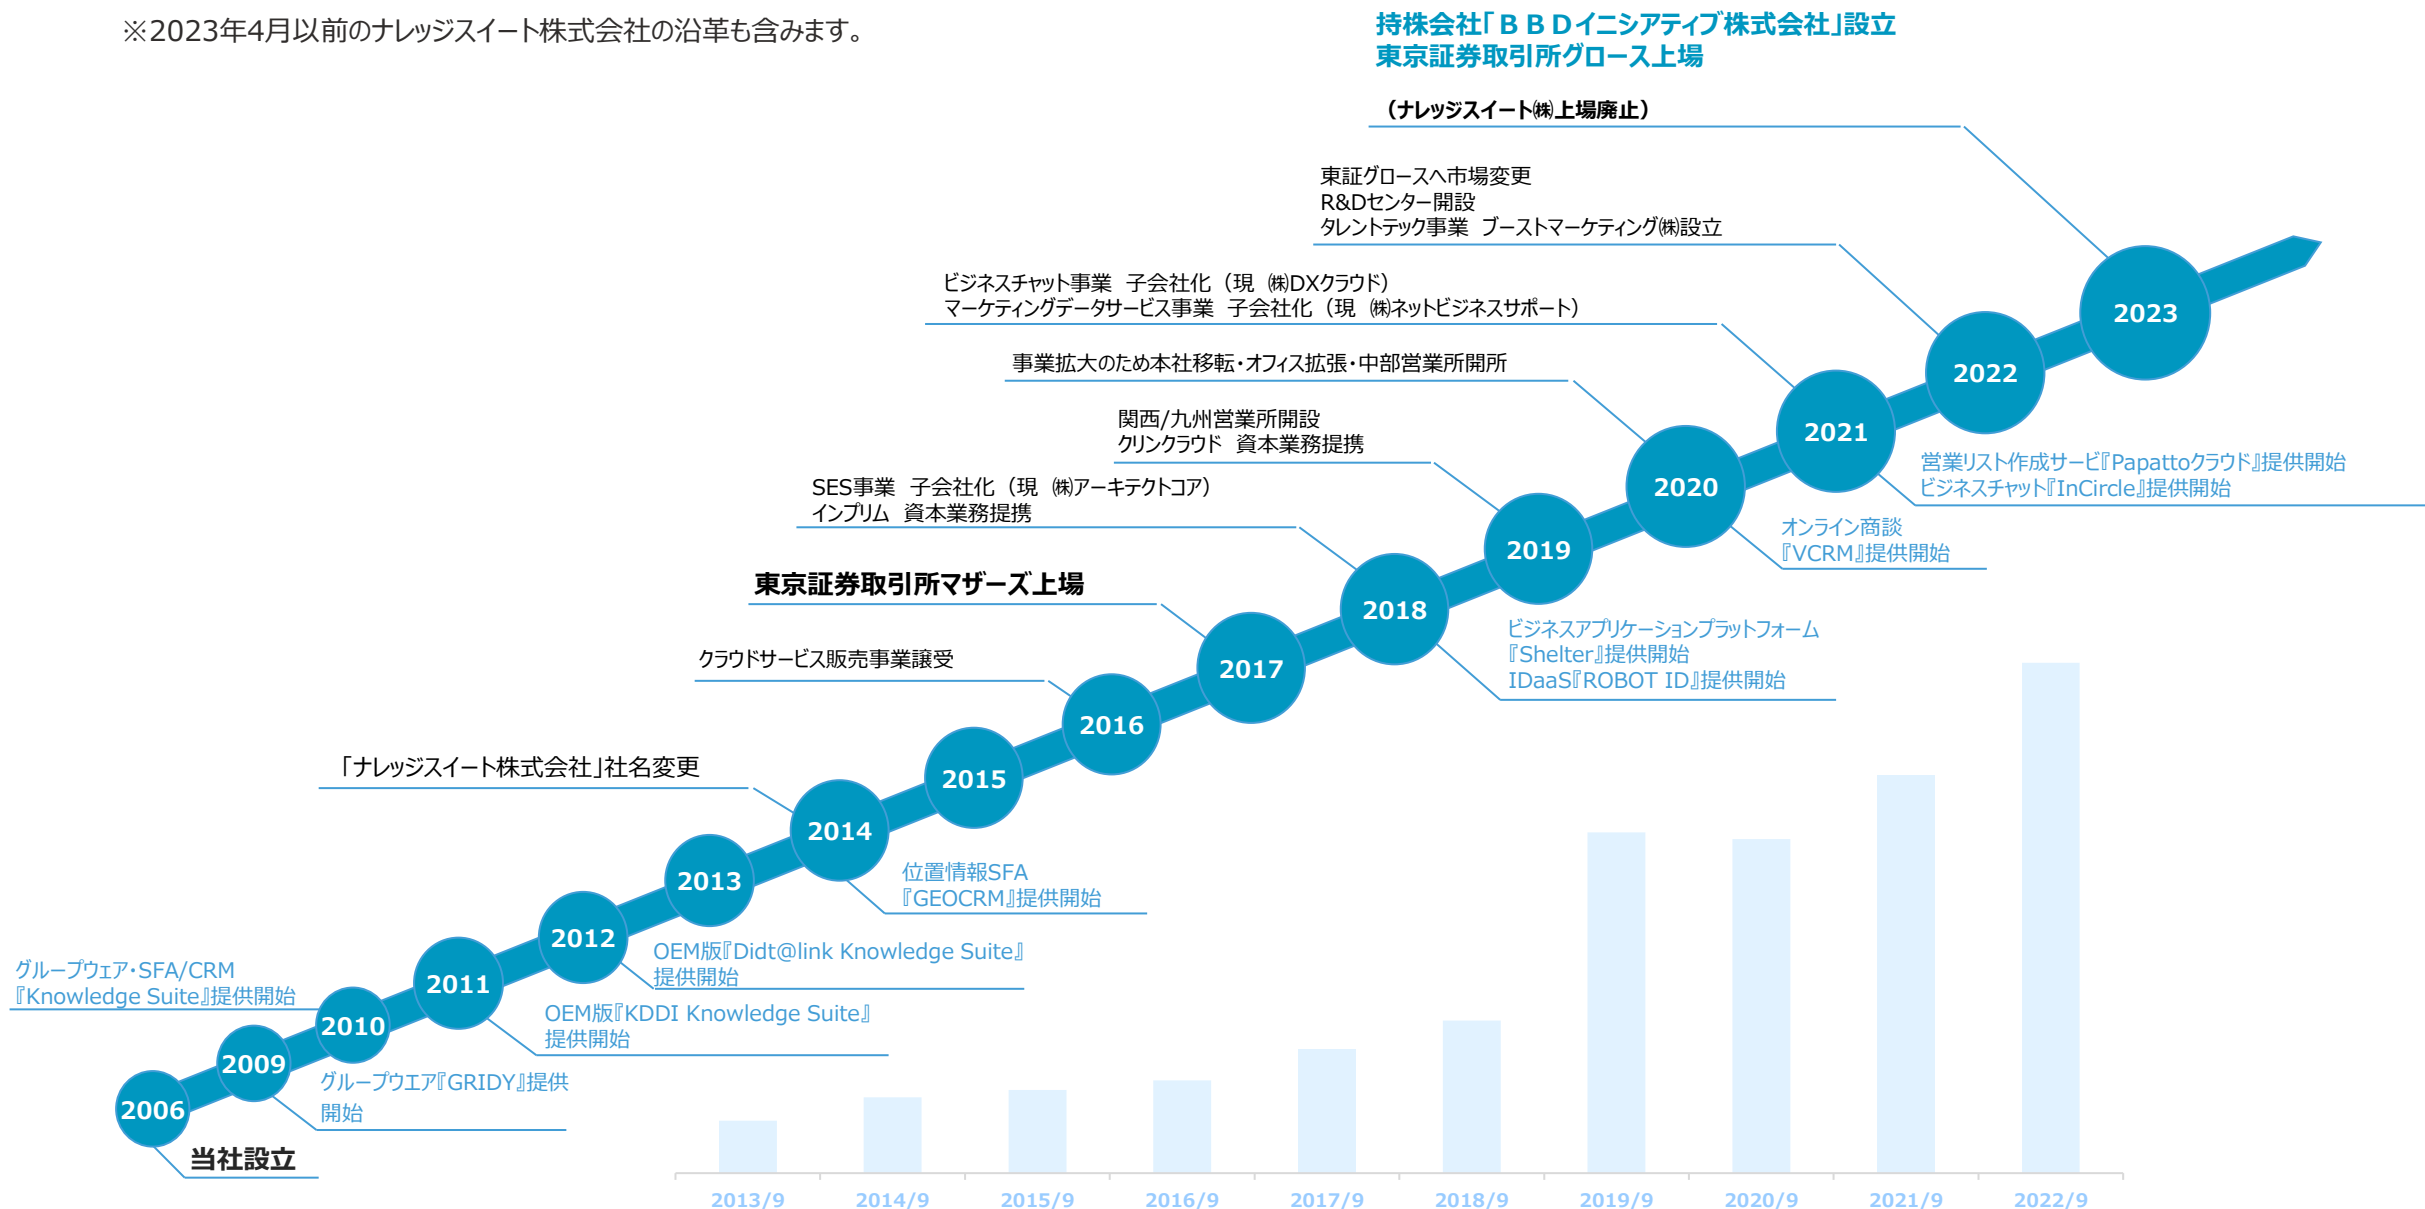 ※2023年4月以前のナレッジスイート株式会社の沿革も含みます。
持株会社「ＢＢＤイニシアティブ株式会社」設立
東京証券取引所グロース上場
（ナレッジスイート㈱上場廃止）
東証グロースへ市場変更
R&Dセンター開設
タレントテック事業　ブーストマーケティング㈱設立
ビジネスチャット事業　子会社化（現　㈱DXクラウド）
マーケティングデータサービス事業　子会社化（現　㈱ネットビジネスサポート）
事業拡大のため本社移転・オフィス拡張・中部営業所開所
関西/九州営業所開設
クリンクラウド　資本業務提携
SES事業　子会社化（現　㈱アーキテクトコア）
インプリム　資本業務提携
東京証券取引所マザーズ上場
クラウドサービス販売事業譲受
「ナレッジスイート株式会社」社名変更
グループウェア・SFA/CRM
『Knowledge Suite』提供開始
2006
2009
2010
2011
2012
2013
2014
2015
2016
2017
2018
2019
2020
2021
2022
2023
営業リスト作成サービ『Papattoクラウド』提供開始
ビジネスチャット『InCircle』提供開始
オンライン商談
『VCRM』提供開始
ビジネスアプリケーションプラットフォーム
『Shelter』提供開始
IDaaS『ROBOT ID』提供開始
位置情報SFA
『GEOCRM』提供開始
OEM版『Didt@link Knowledge Suite』
提供開始
OEM版『KDDI Knowledge Suite』
提供開始
グループウエア『GRIDY』提供
開始
当社設立
2013/9
2014/9
2015/9
2016/9
2017/9
2018/9
2019/9
2020/9
2021/9
2022/9